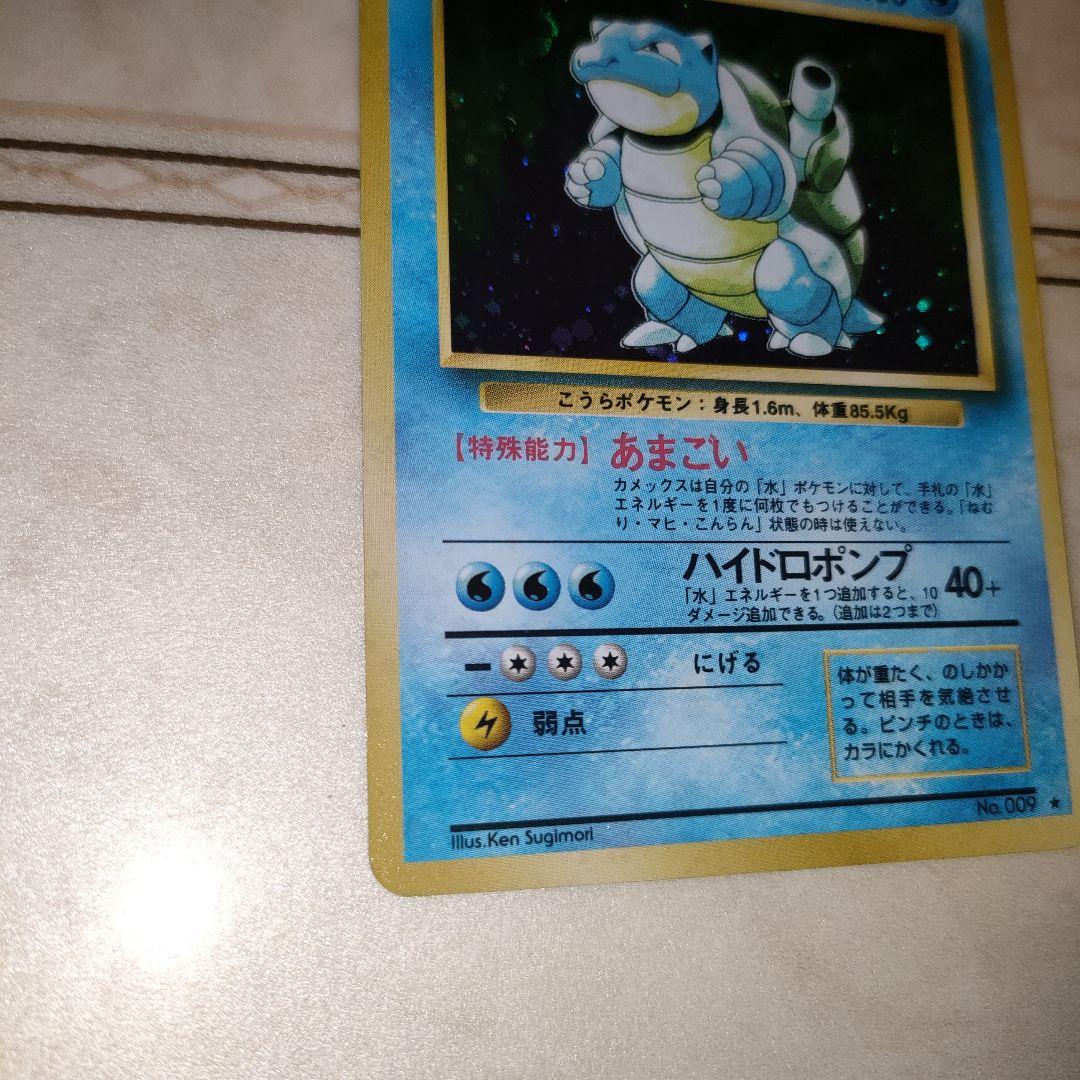 こうらポケモン：身長1.6m、体重85.5Kg
【特殊能力】 あまごい
カメックスは自分の「水」ポケモンに対して、手札の「水」
エネルギーを1度に何枚でもつけることができる。「ねむ
り・マヒ・こんらん」状態の時は使えない。
ハイドロポンプ 40+
「水」エネルギーを1つ追加すると、10
ダメージ追加できる。（追加は2つまで）
にげる
弱点
体が重たく、のしかか
って相手を気絶させ
る。ピンチのときは、
カラにかくれる。
No. 009 ★
Illus.Ken Sugimori